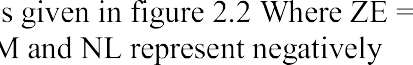 s given in figure 2.2 Where ZE =
M and NL represent negatively